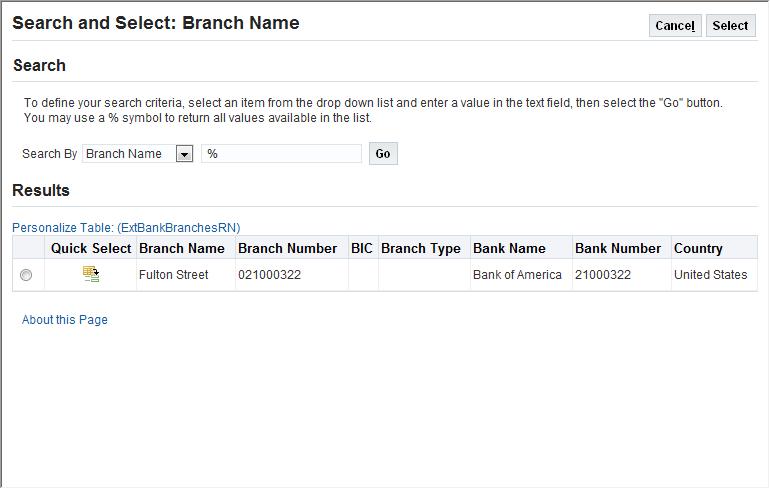 Search and Select: Branch Name
Cancel Select
Search
To define your search criteria, select an item from the drop down list and enter a value in the text field, then select the "Go" button.
You may use a % symbol to return all values available in the list.
Search By Branch Name % Go
Results
Personalize Table: (ExtBankBranchesRN)
Quick Select Branch Name Branch Number BIC Branch Type Bank Name Bank Number Country
Fulton Street 021000322 Bank of America 21000322 United States
About this Page